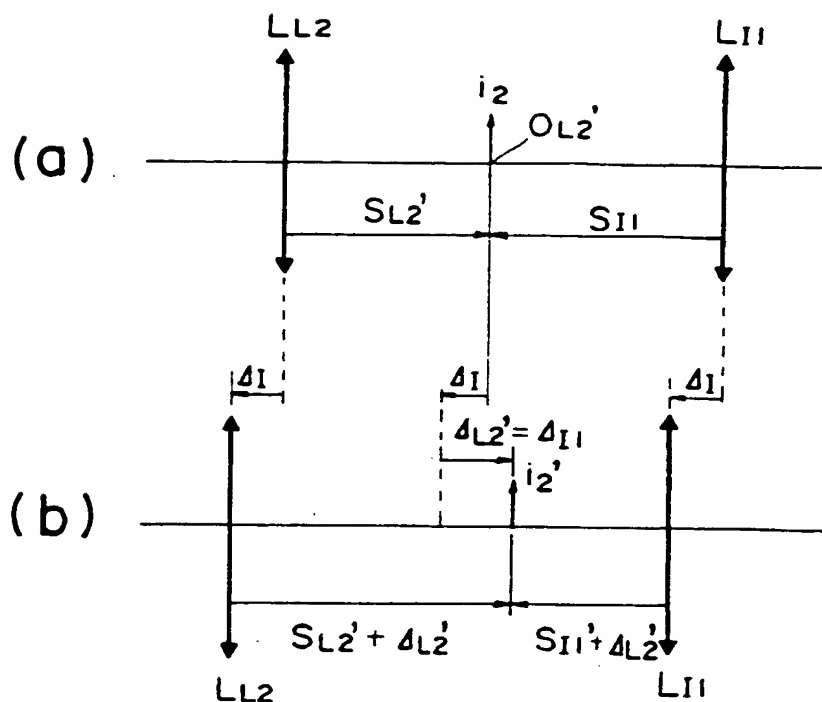 LL2 LI1
i2
OL2'
(a)
SL2' SI1
ΔI ΔI ΔI
ΔL2' = ΔI1
i2'
(b)
SL2' + ΔL2' SI1' + ΔL2'
LL2 LI1